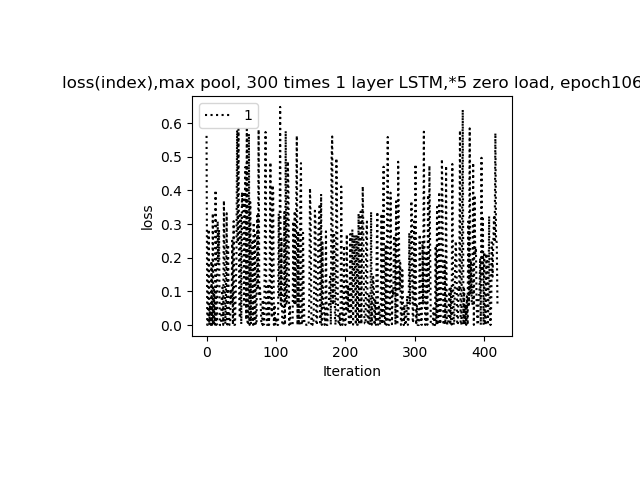 loss(index),max pool, 300 times 1 layer LSTM,*5 zero load, epoch106
1
0.6
0.5
0.4
0.3
0.2
0.1
0.0
loss
0 100 200 300 400
Iteration